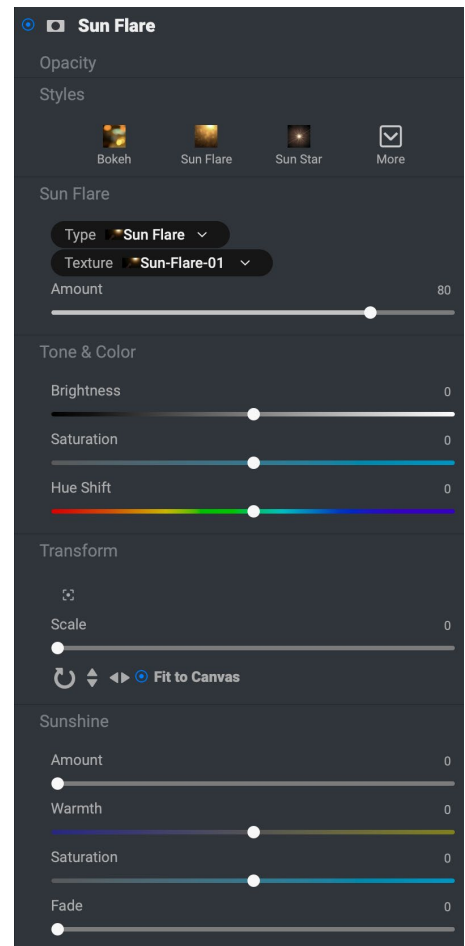 Sun Flare
Opacity
Styles
Bokeh Sun Flare Sun Star More
Sun Flare
Type Sun Flare
Texture Sun-Flare-01
Amount 80
Tone & Color
Brightness 0
Saturation 0
Hue Shift 0
Transform
Scale 0
Fit to Canvas
Sunshine
Amount 0
Warmth 0
Saturation 0
Fade 0